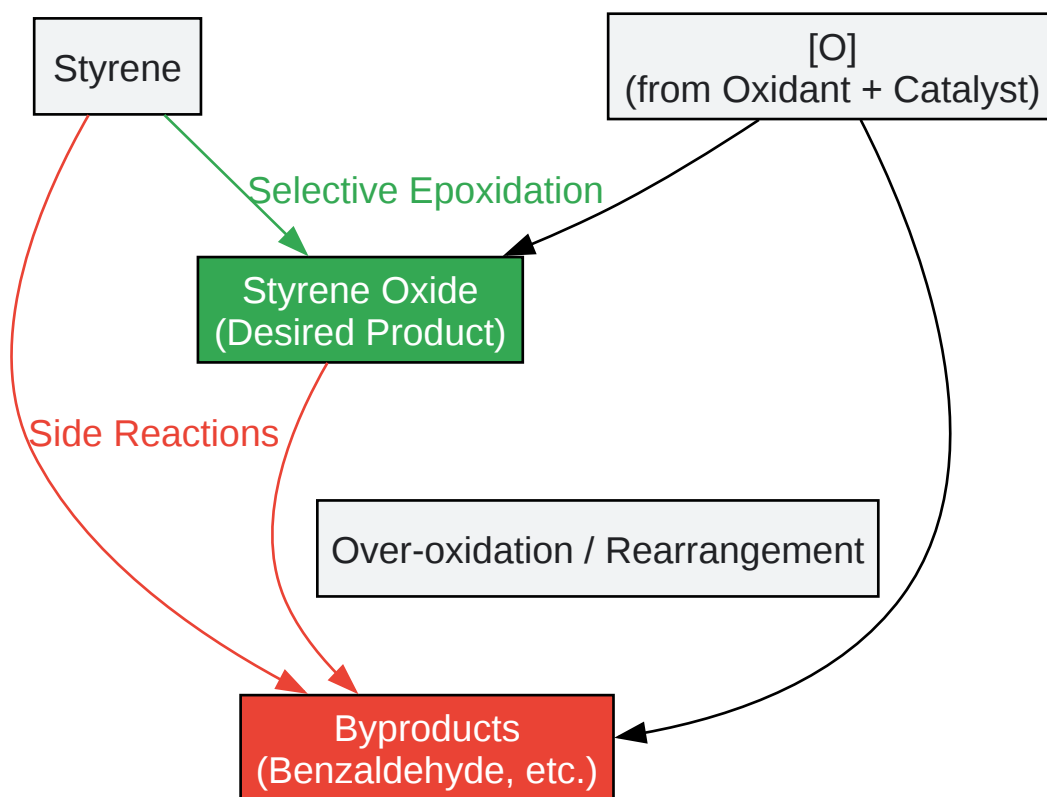 Styrene
[O]
(from Oxidant + Catalyst)
Selective Epoxidation
Styrene Oxide
(Desired Product)
Side Reactions
Over-oxidation / Rearrangement
Byproducts
(Benzaldehyde, etc.)